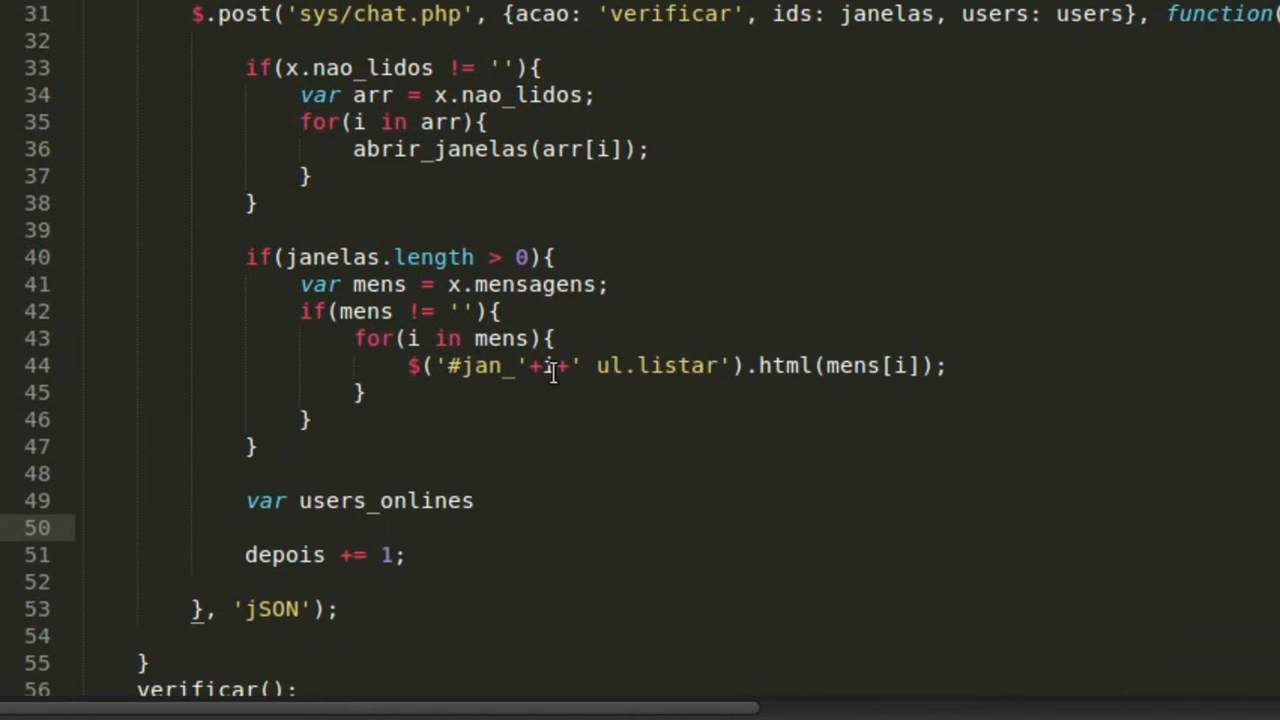 31 $.post('sys/chat.php', {acao: 'verificar', ids: janelas, users: users}, function(
32
33 if(x.nao_lidos != ''){
34 var arr = x.nao_lidos;
35 for(i in arr){
36 abrir_janelas(arr[i]);
37 }
38 }
39
40 if(janelas.length > 0){
41 var mens = x.mensagens;
42 if(mens != ''){
43 for(i in mens){
44 $('#jan_'+i+' ul.listar').html(mens[i]);
45 }
46 }
47 }
48
49 var users_onlines
50
51 depois += 1;
52
53 }, 'jSON');
54
55 }
56 verificar();